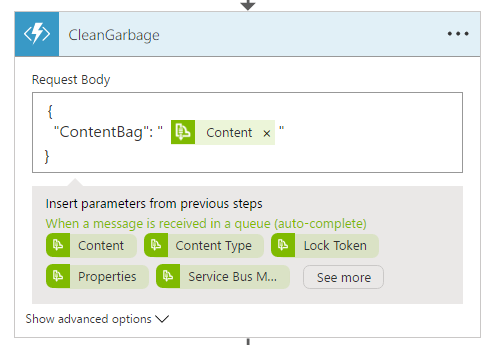 CleanGarbage ...
Request Body
{
"ContentBag": " Content × "
}
Insert parameters from previous steps
When a message is received in a queue (auto-complete)
Content Content Type Lock Token
Properties Service Bus M... See more
Show advanced options